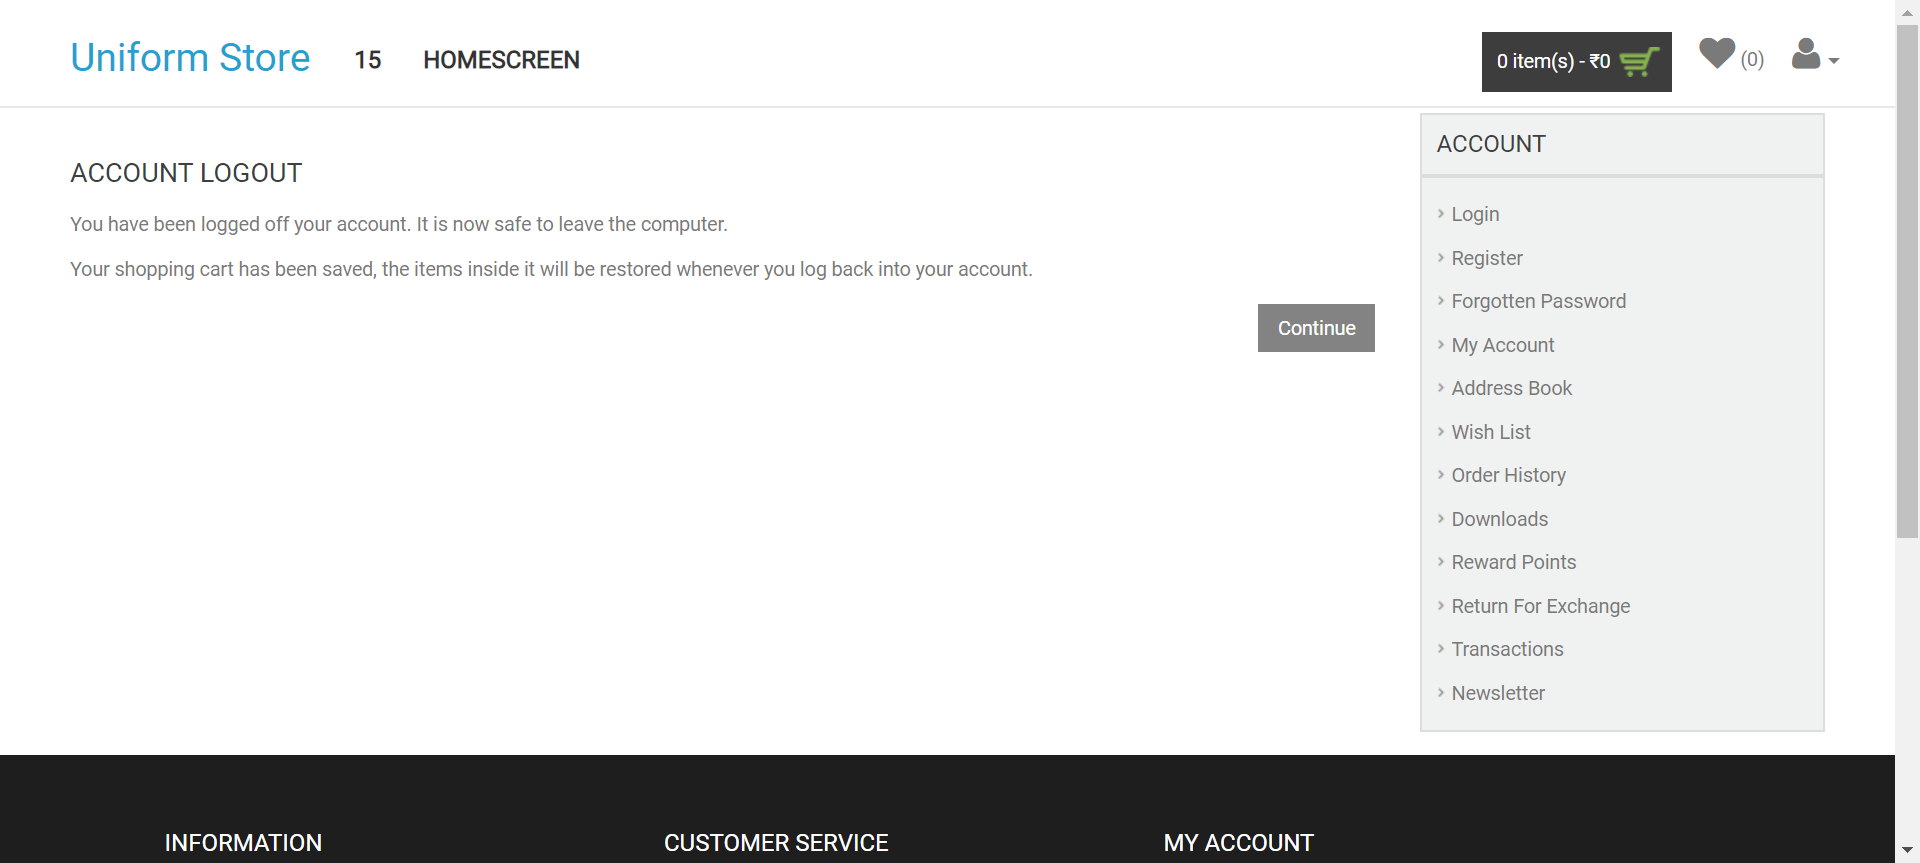 Uniform Store
15
HOMESCREEN
0 item(s) - ₹0
(0)
ACCOUNT LOGOUT
You have been logged off your account. It is now safe to leave the computer.
Your shopping cart has been saved, the items inside it will be restored whenever you log back into your account.
Continue
ACCOUNT
Login
Register
Forgotten Password
My Account
Address Book
Wish List
Order History
Downloads
Reward Points
Return For Exchange
Transactions
Newsletter
INFORMATION
CUSTOMER SERVICE
MY ACCOUNT